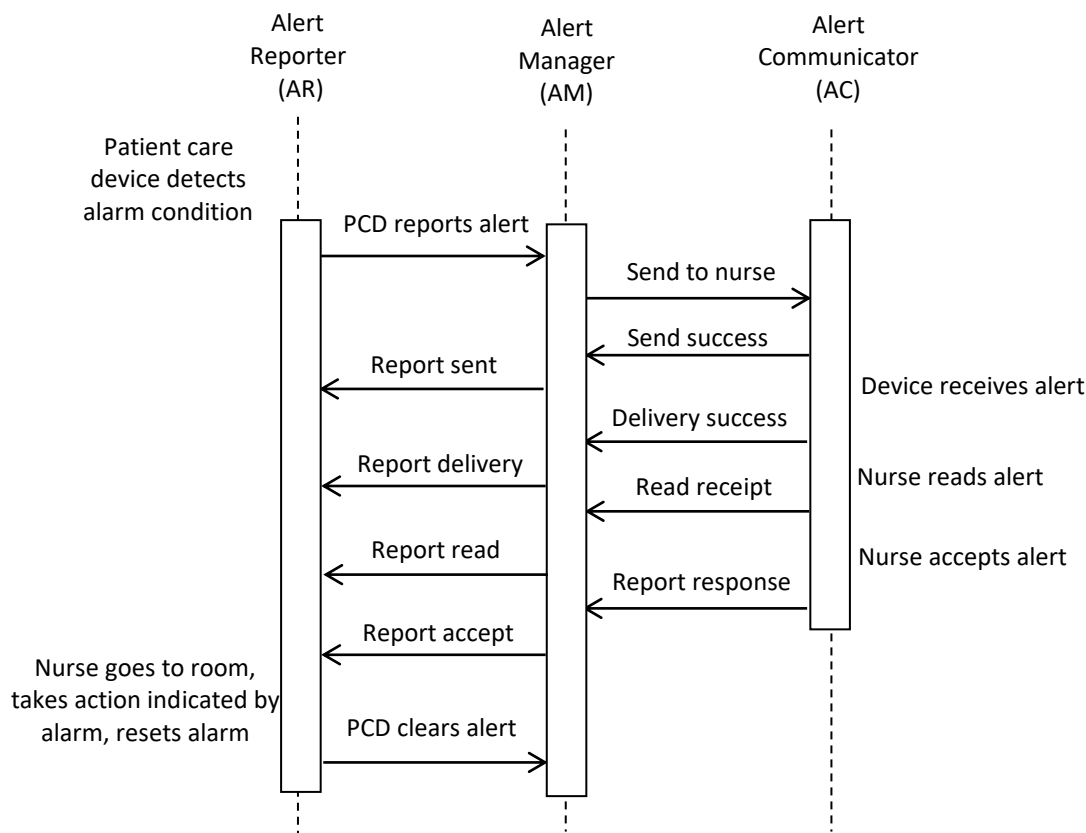 Alert
Reporter
(AR)
Alert
Manager
(AM)
Alert
Communicator
(AC)
Patient care
device detects
alarm condition
PCD reports alert
Send to nurse
Send success
Report sent
Device receives alert
Delivery success
Report delivery
Nurse reads alert
Read receipt
Report read
Nurse accepts alert
Report response
Report accept
Nurse goes to room,
takes action indicated by
alarm, resets alarm
PCD clears alert